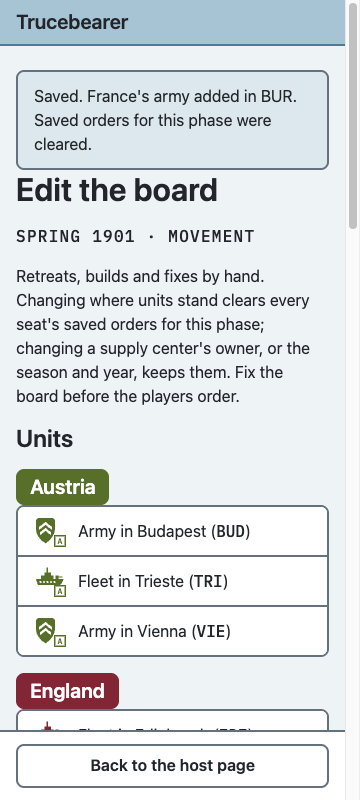 Trucebearer
Saved. France's army added in BUR.
Saved orders for this phase were
cleared.
Edit the board
SPRING 1901 · MOVEMENT
Retreats, builds and fixes by hand.
Changing where units stand clears every
seat's saved orders for this phase;
changing a supply center's owner, or the
season and year, keeps them. Fix the
board before the players order.
Units
Austria
A
Army in Budapest (BUD)
A
Fleet in Trieste (TRI)
A
Army in Vienna (VIE)
England
Back to the host page